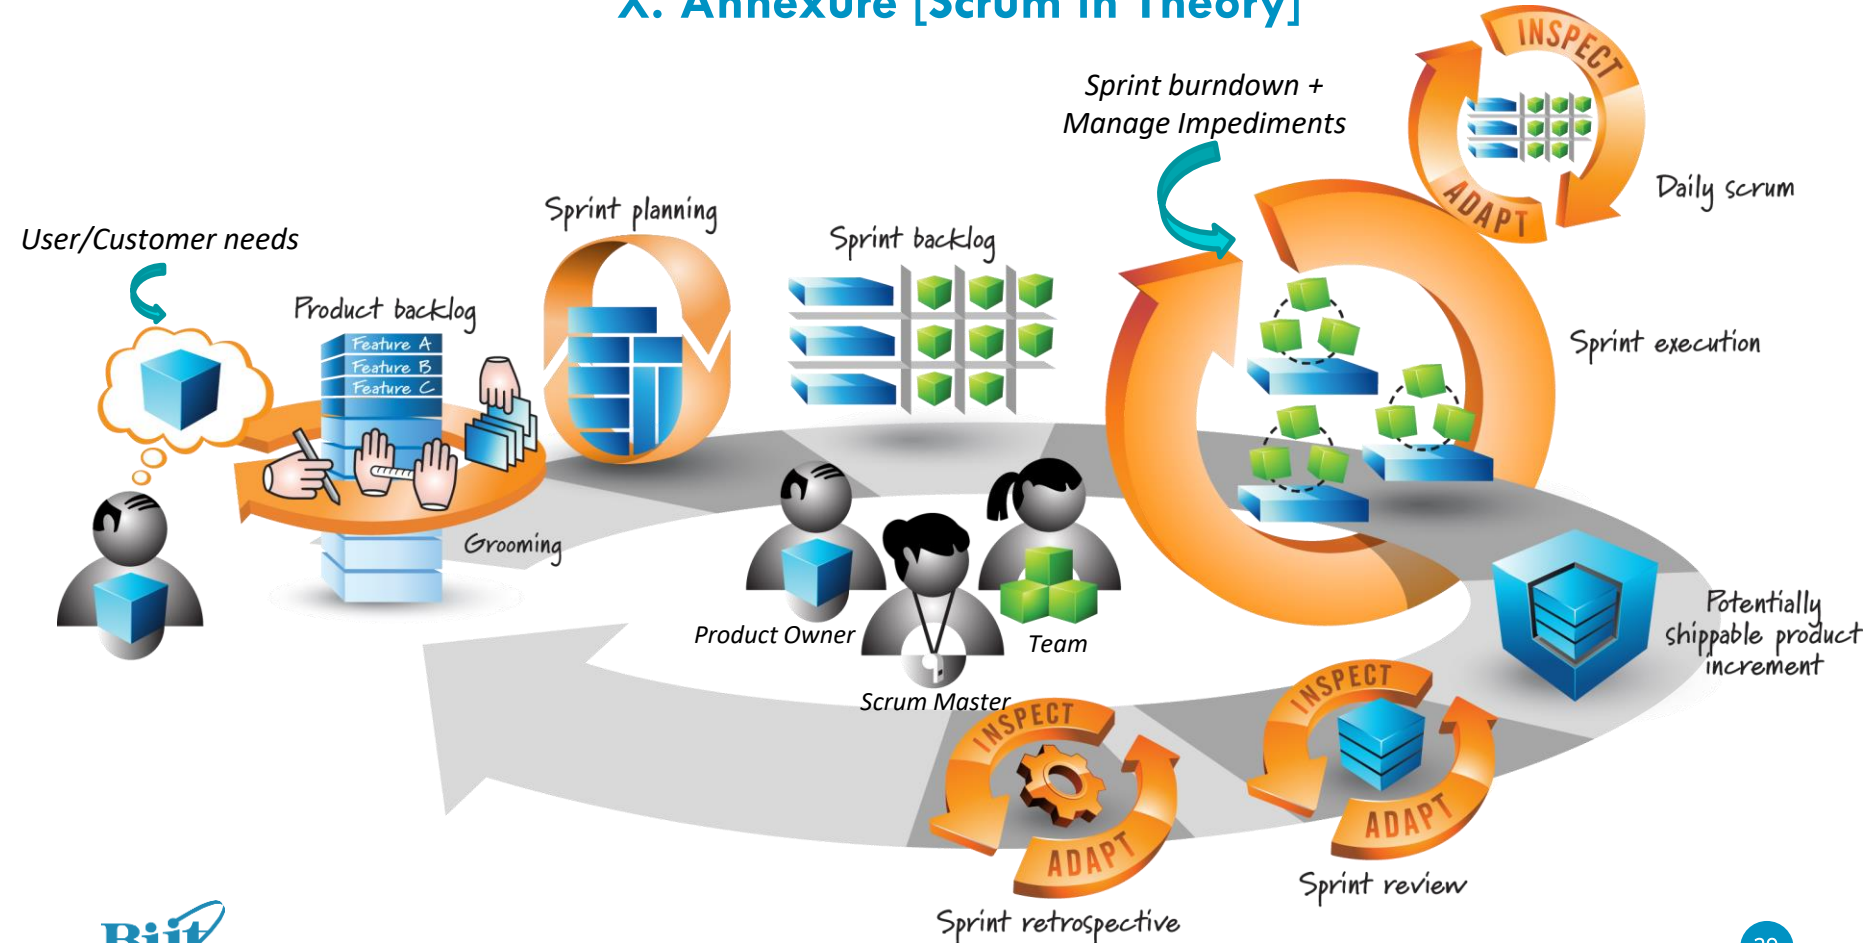 X. Annexure [Scrum in Theory]
INSPECT
ADAPT
Daily scrum
Sprint burndown +
Manage Impediments
User/Customer needs
Product backlog
Feature A
Feature B
Feature C
Grooming
Sprint planning
Sprint backlog
Sprint execution
Product Owner
Scrum Master
Team
Potentially
shippable product
increment
INSPECT
ADAPT
Sprint review
INSPECT
ADAPT
Sprint retrospective
Biit